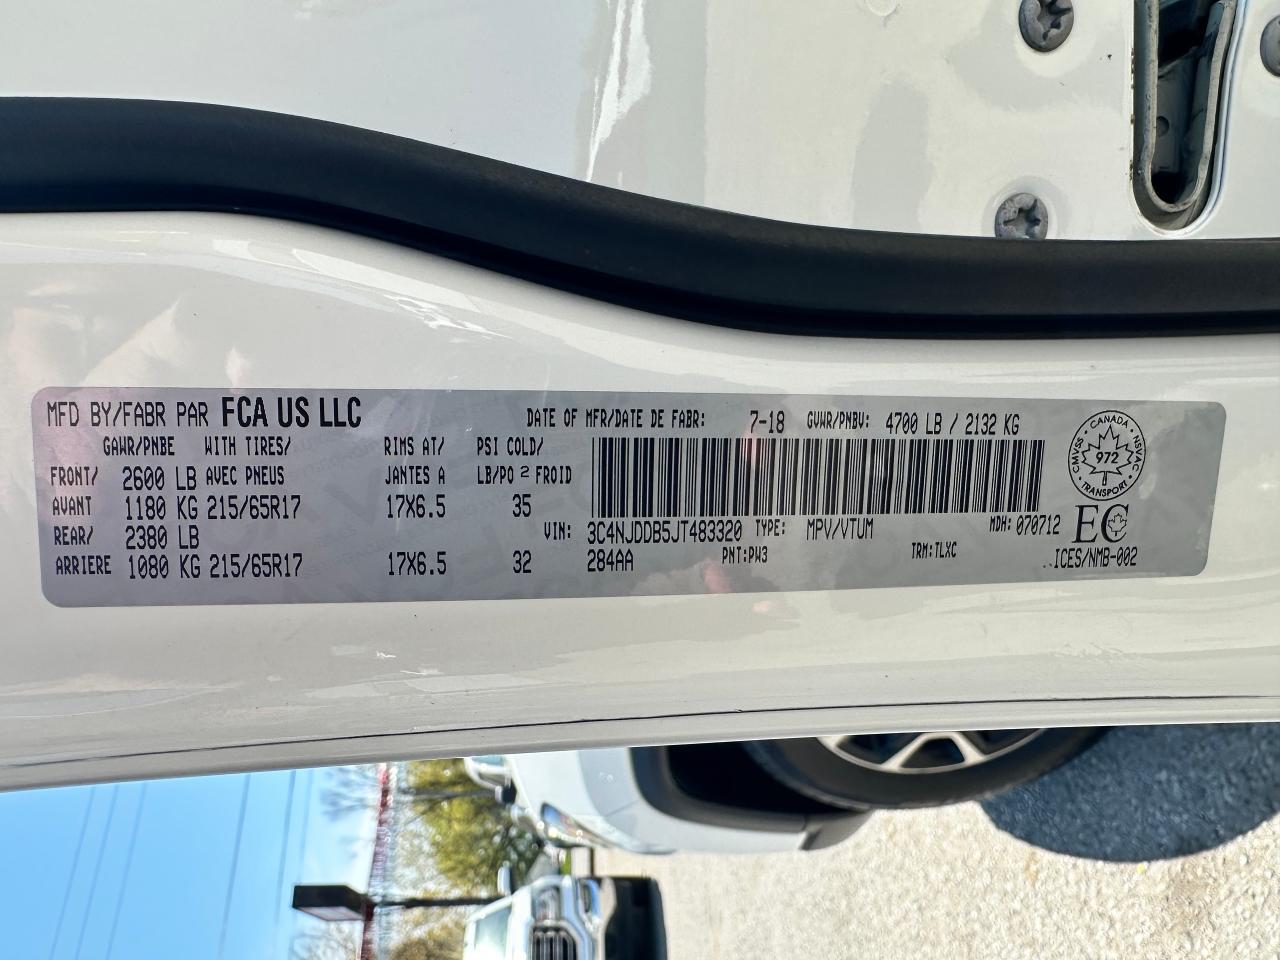 MFD BY/FABR PAR FCA US LLC DATE OF MFR/DATE DE FABR: 7-18 GVWR/PNBV: 4700 LB / 2132 KG
GAWR/PNBE WITH TIRES/ RIMS AT/ PSI COLD/
FRONT/ 2600 LB AVEC PNEUS JANTES A LB/PO 2 FROID
AVANT 1180 KG 215/65R17 17X6.5 35
REAR/ 2380 LB VIN: 3C4NJDDB5JT483320 TYPE: MPV/VTUM MDH: 070712
ARRIERE 1080 KG 215/65R17 17X6.5 32 284AA PNT:PW3 TRM:TLXC
CANADA
CMVSS 972 NSVAC
TRANSPORT
EC
ICES/NMB-002